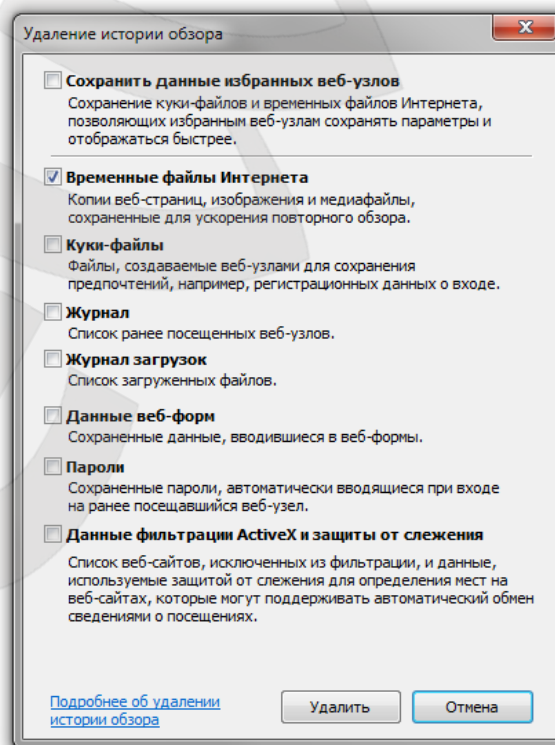 Удаление истории обзора
Сохранить данные избранных веб-узлов
Сохранение куки-файлов и временных файлов Интернета,
позволяющих избранным веб-узлам сохранять параметры и
отображаться быстрее.
Временные файлы Интернета
Копии веб-страниц, изображения и медиафайлы,
сохраненные для ускорения повторного обзора.
Куки-файлы
Файлы, создаваемые веб-узлами для сохранения
предпочтений, например, регистрационных данных о входе.
Журнал
Список ранее посещенных веб-узлов.
Журнал загрузок
Список загруженных файлов.
Данные веб-форм
Сохраненные данные, вводившиеся в веб-формы.
Пароли
Сохраненные пароли, автоматически вводящиеся при входе
на ранее посещавшийся веб-узел.
Данные фильтрации ActiveX и защиты от слежения
Список веб-сайтов, исключенных из фильтрации, и данные,
используемые защитой от слежения для определения мест на
веб-сайтах, которые могут поддерживать автоматический обмен
сведениями о посещениях.
Подробнее об удалении
истории обзора
Удалить
Отмена